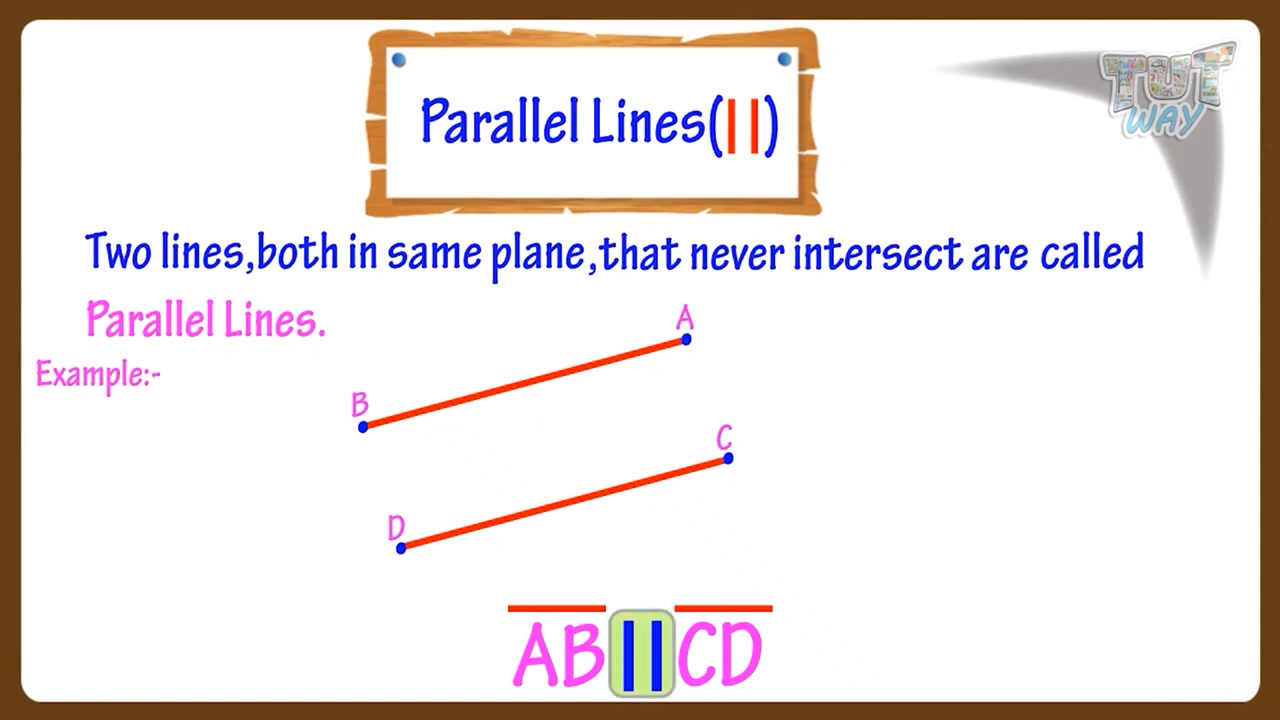 Parallel Lines(||)
TUT
WAY
Two lines,both in same plane,that never intersect are called
Parallel Lines.
Example:-
A
B
C
D
AB||CD